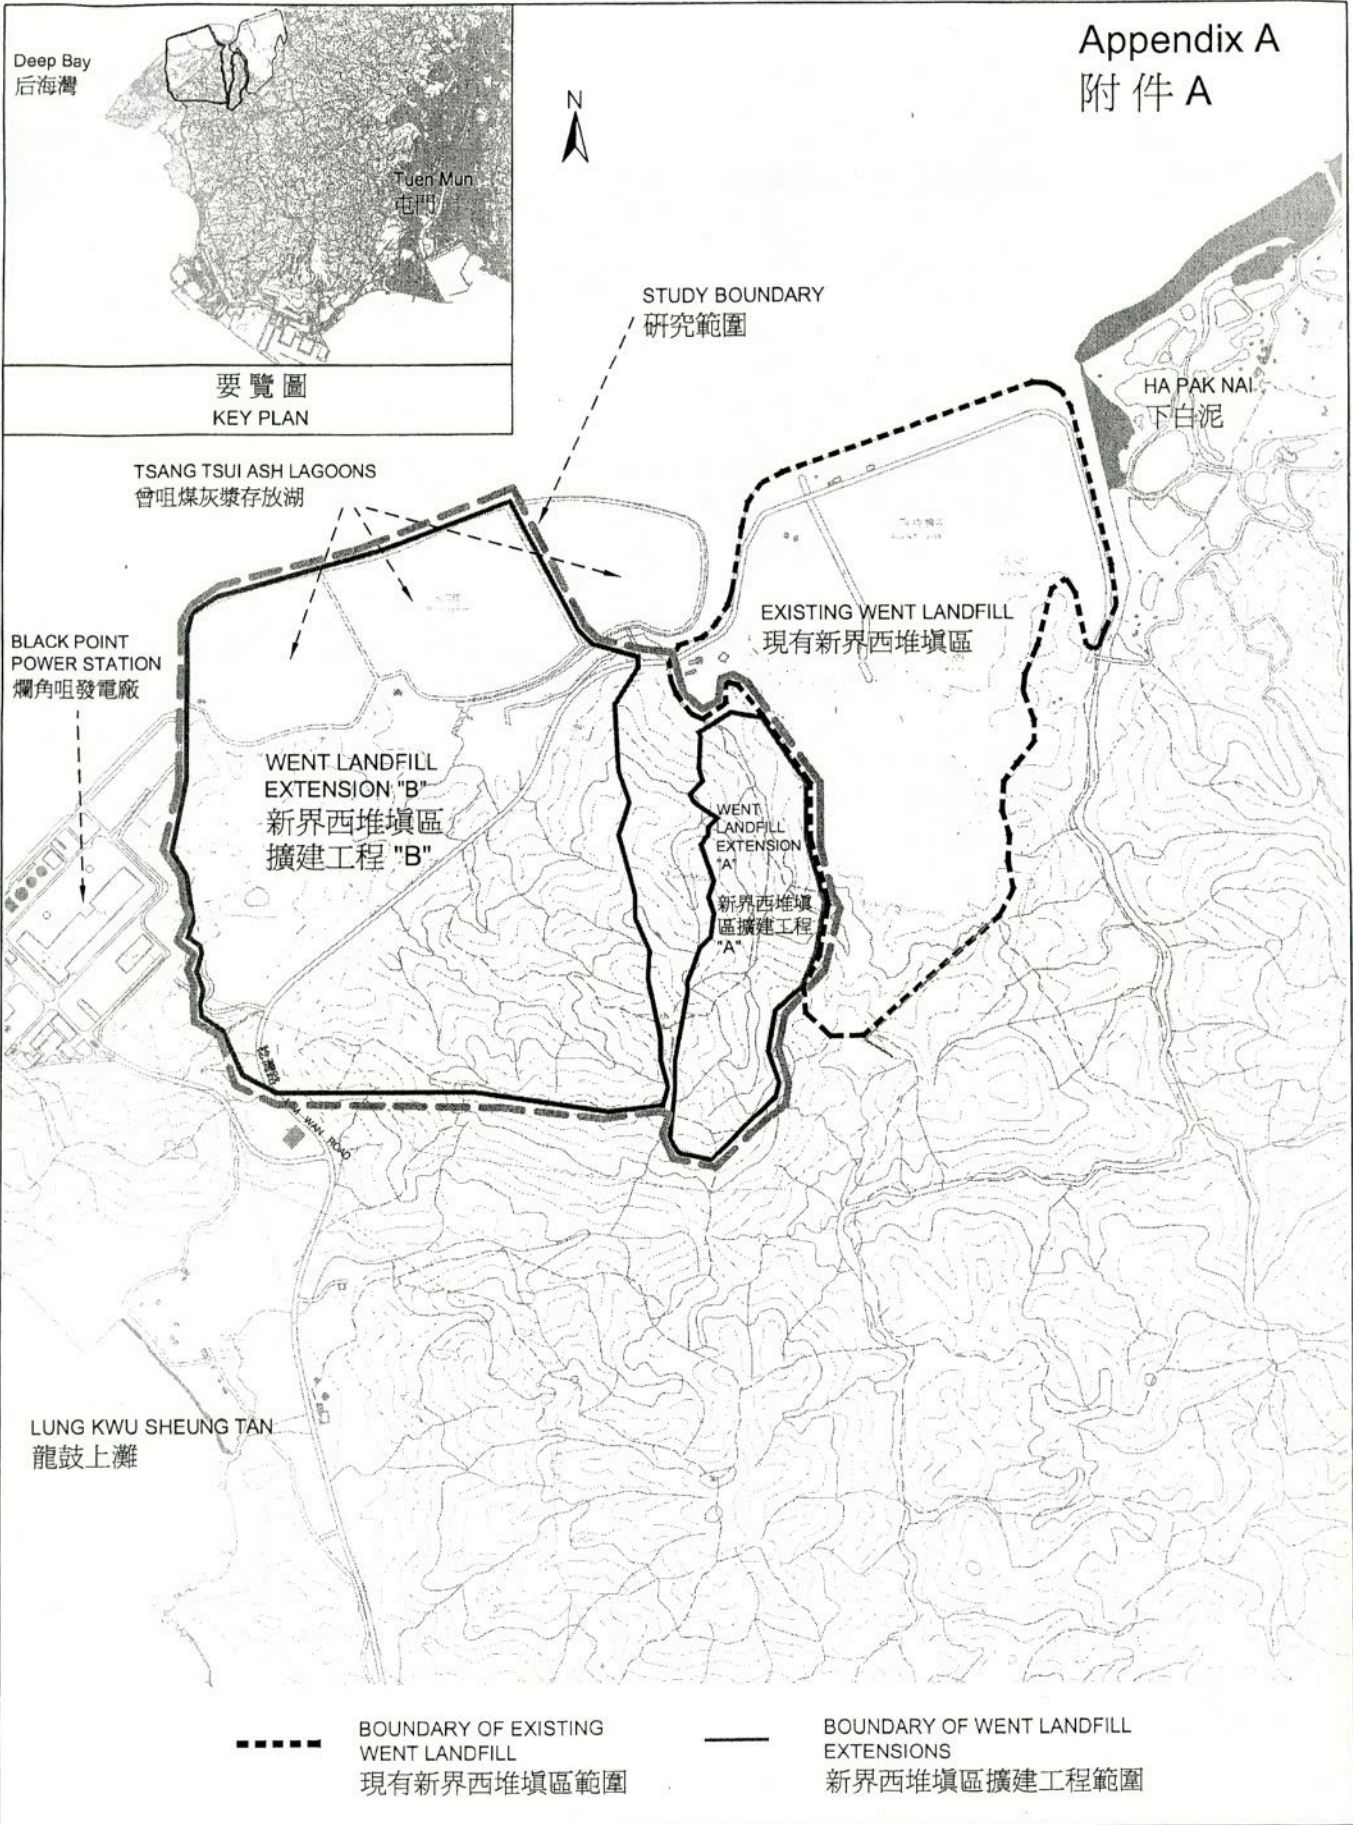 Appendix A
附件 A
Deep Bay
后海灣
Tuen Mun
屯門
要覽圖
KEY PLAN
N
STUDY BOUNDARY
研究範圍
HA PAK NAI
下白泥
TSANG TSUI ASH LAGOONS
曾咀煤灰漿存放湖
EXISTING WENT LANDFILL
現有新界西堆填區
BLACK POINT
POWER STATION
爛角咀發電廠
WENT LANDFILL
EXTENSION "B"
新界西堆填區
擴建工程 "B"
WENT
LANDFILL
EXTENSION
"A"
新界西堆填
區擴建工程
"A"
WAN ROAD
LUNG KWU SHEUNG TAN
龍鼓上灘
BOUNDARY OF EXISTING
WENT LANDFILL
現有新界西堆填區範圍
BOUNDARY OF WENT LANDFILL
EXTENSIONS
新界西堆填區擴建工程範圍